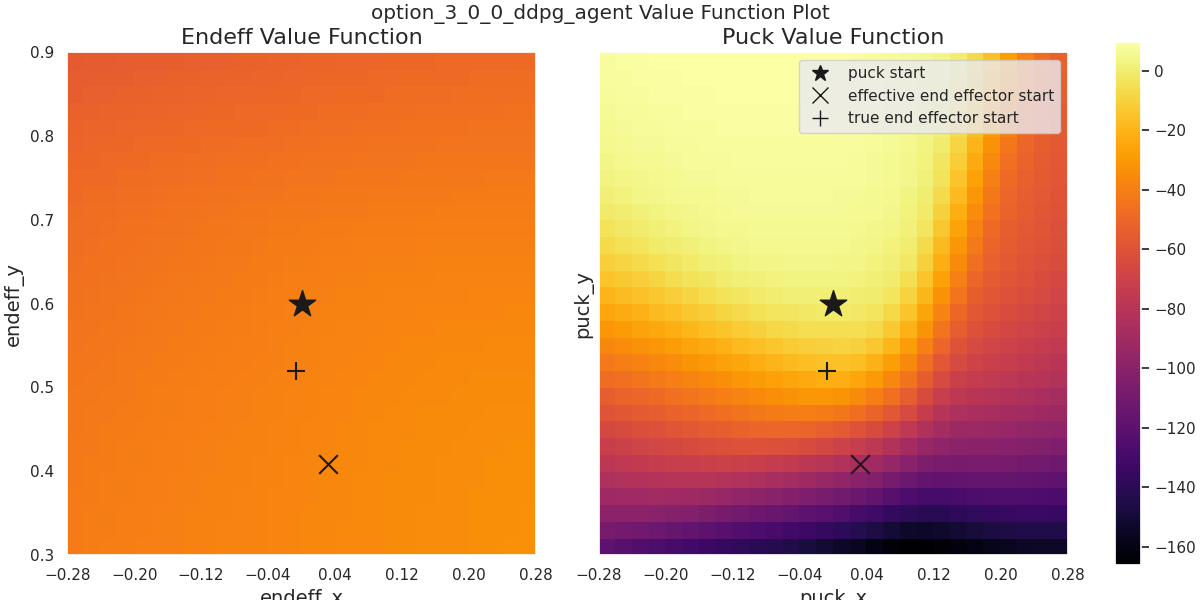 option_3_0_0_ddpg_agent Value Function Plot
Endeff Value Function
Puck Value Function
puck start
effective end effector start
true end effector start
endeff_y
0.9
0.8
0.7
0.6
0.5
0.4
0.3
−0.28 −0.20 −0.12 −0.04 0.04 0.12 0.20 0.28
endeff_x
puck_y
−0.28 −0.20 −0.12 −0.04 0.04 0.12 0.20 0.28
puck_x
0
−20
−40
−60
−80
−100
−120
−140
−160